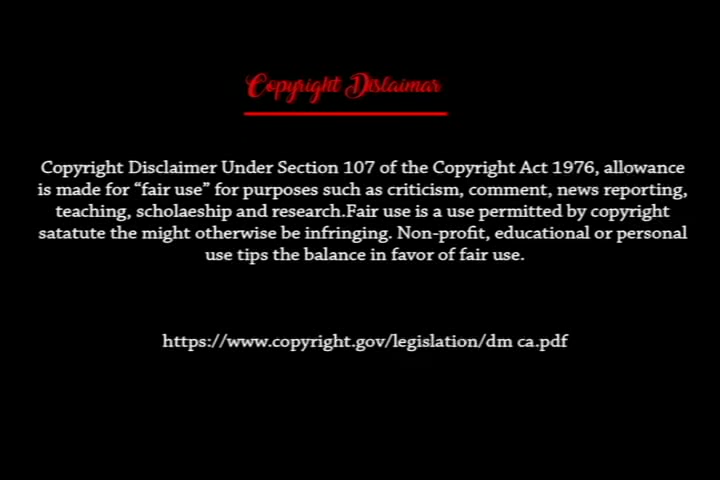 Copyright Dislaimar
Copyright Disclaimer Under Section 107 of the Copyright Act 1976, allowance
is made for “fair use” for purposes such as criticism, comment, news reporting,
teaching, scholaeship and research.Fair use is a use permitted by copyright
satatute the might otherwise be infringing. Non-profit, educational or personal
use tips the balance in favor of fair use.
https://www.copyright.gov/legislation/dm ca.pdf